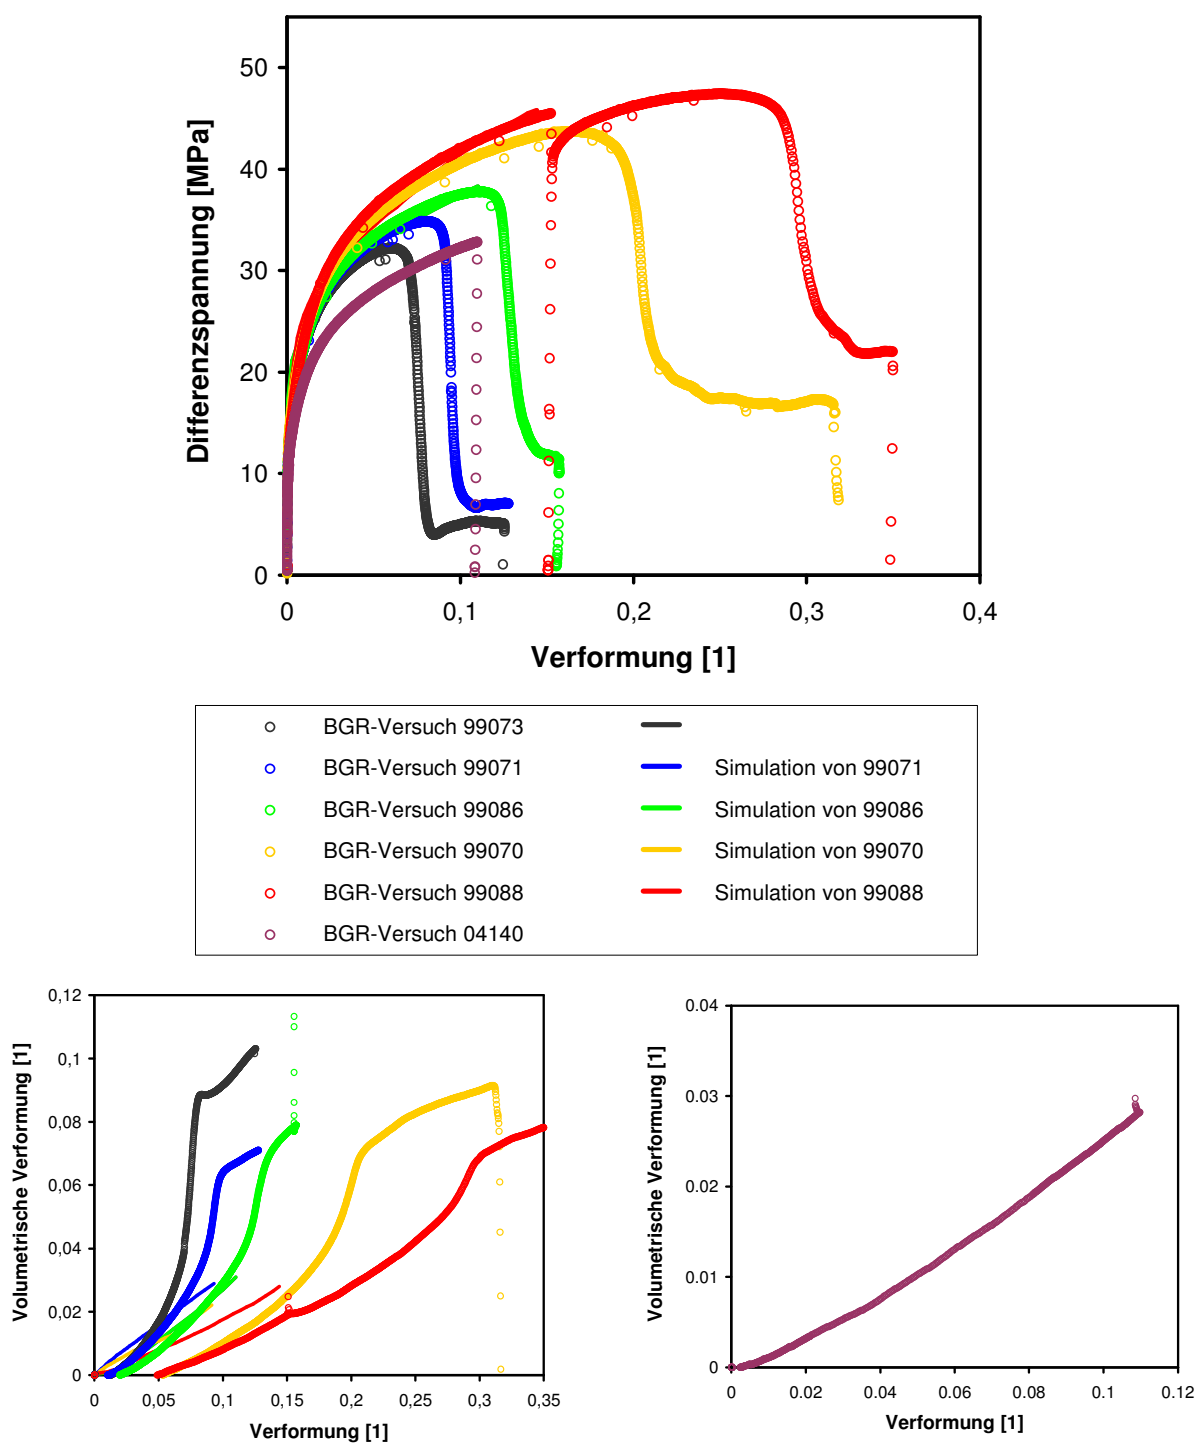 50
40
30
20
10
0
Differenzspannung [MPa]
0 0,1 0,2 0,3 0,4
Verformung [1]
BGR-Versuch 99073
BGR-Versuch 99071 Simulation von 99071
BGR-Versuch 99086 Simulation von 99086
BGR-Versuch 99070 Simulation von 99070
BGR-Versuch 99088 Simulation von 99088
BGR-Versuch 04140
0,12
0,1
0,08
0,06
0,04
0,02
0
Volumetrische Verformung [1]
0 0,05 0,1 0,15 0,2 0,25 0,3 0,35
Verformung [1]
0.04
0.03
0.02
0.01
0
Volumetrische Verformung [1]
0 0.02 0.04 0.06 0.08 0.1 0.12
Verformung [1]